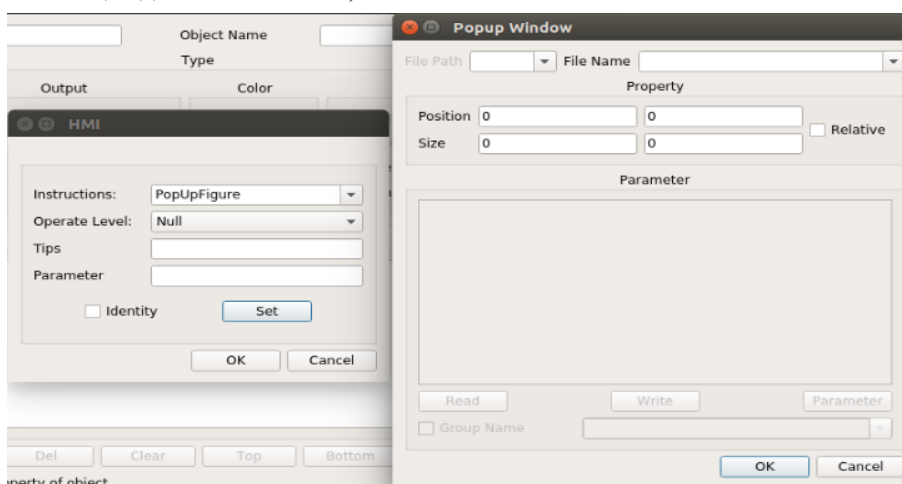 Object Name
Type
Output
Color
HMI
Instructions:
PopUpFigure
Operate Level:
Null
Tips
Parameter
Identity
Set
OK
Cancel
Del
Clear
Top
Bottom
of object
Popup Window
File Path
File Name
Property
Position
0
0
Relative
Size
0
0
Parameter
Read
Write
Parameter
Group Name
OK
Cancel